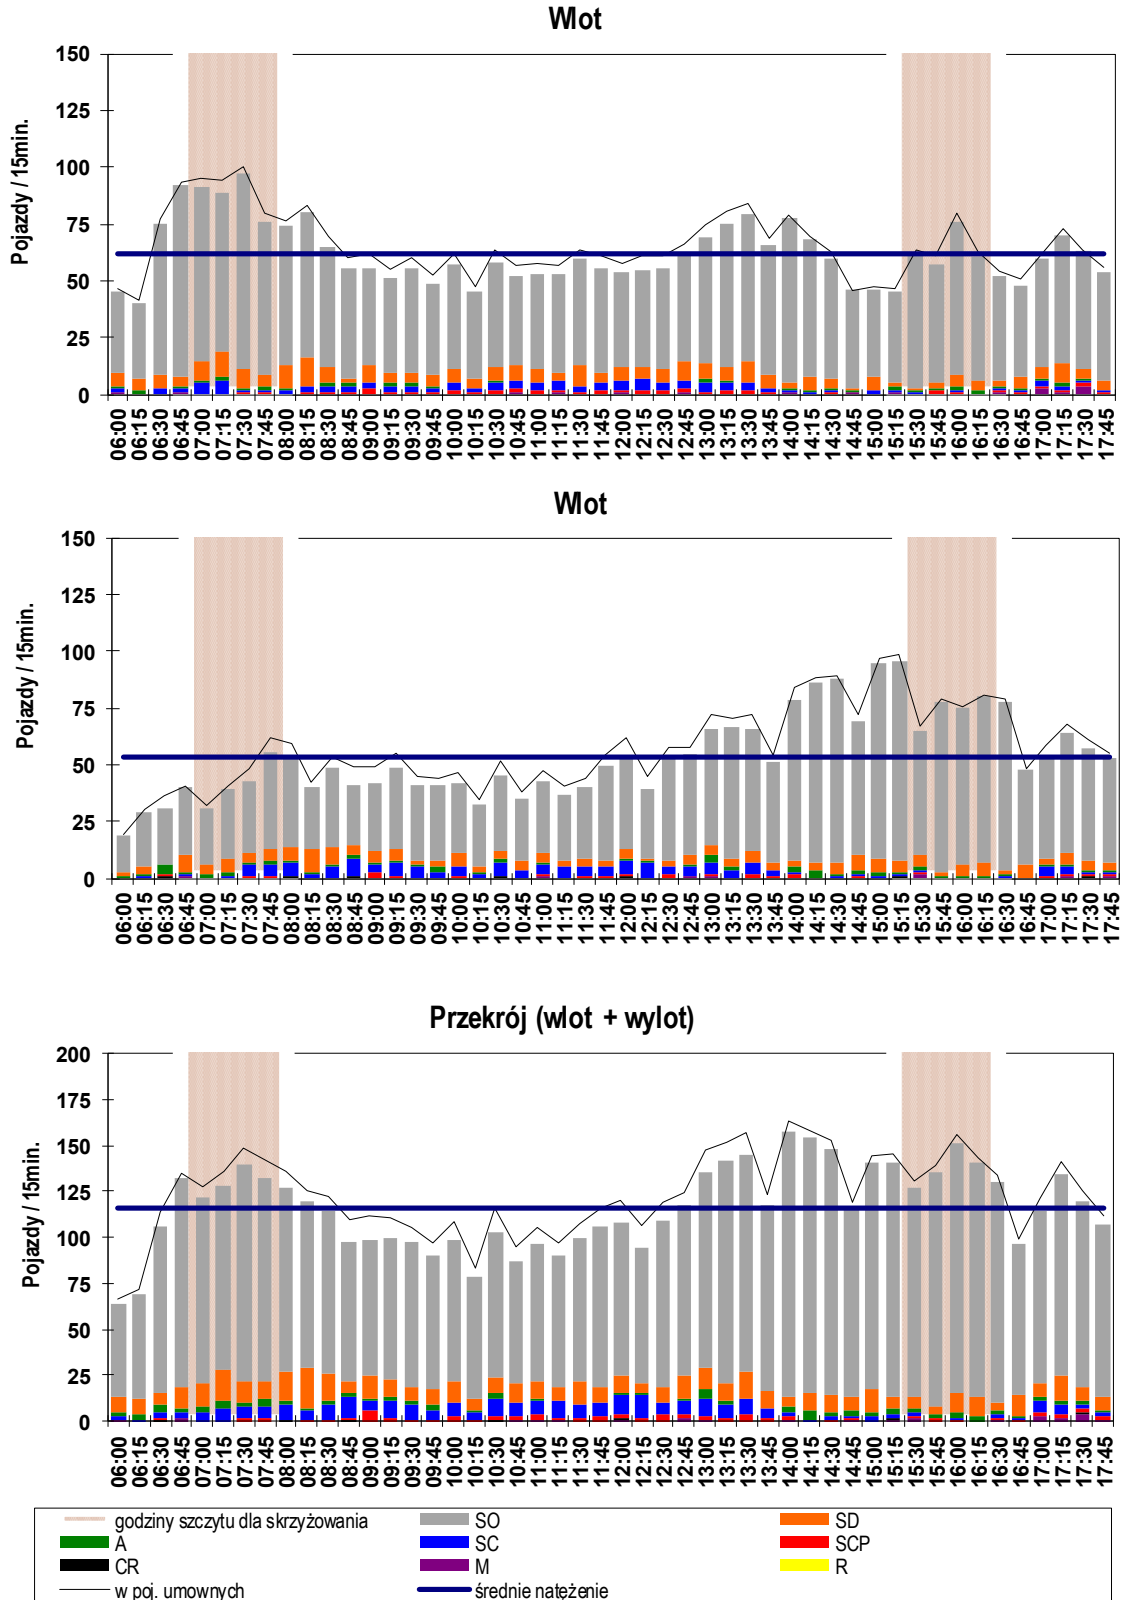 Wlot
Pojazdy / 15min.
150
125
100
75
50
25
0
06:00 06:15 06:30 06:45 07:00 07:15 07:30 07:45 08:00 08:15 08:30 08:45 09:00 09:15 09:30 09:45 10:00 10:15 10:30 10:45 11:00 11:15 11:30 11:45 12:00 12:15 12:30 12:45 13:00 13:15 13:30 13:45 14:00 14:15 14:30 14:45 15:00 15:15 15:30 15:45 16:00 16:15 16:30 16:45 17:00 17:15 17:30 17:45
Wlot
Pojazdy / 15min.
150
125
100
75
50
25
0
06:00 06:15 06:30 06:45 07:00 07:15 07:30 07:45 08:00 08:15 08:30 08:45 09:00 09:15 09:30 09:45 10:00 10:15 10:30 10:45 11:00 11:15 11:30 11:45 12:00 12:15 12:30 12:45 13:00 13:15 13:30 13:45 14:00 14:15 14:30 14:45 15:00 15:15 15:30 15:45 16:00 16:15 16:30 16:45 17:00 17:15 17:30 17:45
Przekrój (wlot + wylot)
Pojazdy / 15min.
200
175
150
125
100
75
50
25
0
06:00 06:15 06:30 06:45 07:00 07:15 07:30 07:45 08:00 08:15 08:30 08:45 09:00 09:15 09:30 09:45 10:00 10:15 10:30 10:45 11:00 11:15 11:30 11:45 12:00 12:15 12:30 12:45 13:00 13:15 13:30 13:45 14:00 14:15 14:30 14:45 15:00 15:15 15:30 15:45 16:00 16:15 16:30 16:45 17:00 17:15 17:30 17:45
godziny szczytu dla skrzyżowania SO SD
A SC SCP
CR M R
w poj. umownych średnie natężenie